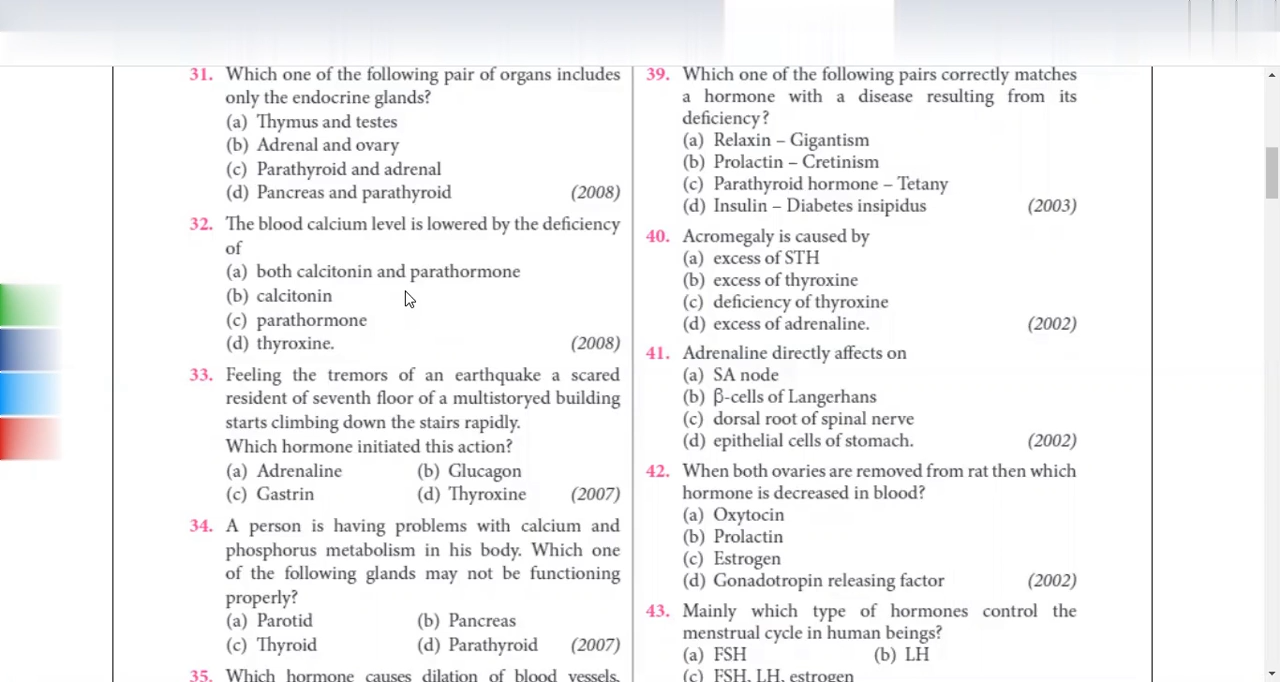 31. Which one of the following pair of organs includes
only the endocrine glands?
(a) Thymus and testes
(b) Adrenal and ovary
(c) Parathyroid and adrenal
(d) Pancreas and parathyroid (2008)
32. The blood calcium level is lowered by the deficiency
of
(a) both calcitonin and parathormone
(b) calcitonin
(c) parathormone
(d) thyroxine. (2008)
33. Feeling the tremors of an earthquake a scared
resident of seventh floor of a multistoryed building
starts climbing down the stairs rapidly.
Which hormone initiated this action?
(a) Adrenaline (b) Glucagon
(c) Gastrin (d) Thyroxine (2007)
34. A person is having problems with calcium and
phosphorus metabolism in his body. Which one
of the following glands may not be functioning
properly?
(a) Parotid (b) Pancreas
(c) Thyroid (d) Parathyroid (2007)
35. Which hormone causes dilation of blood vessels,
39. Which one of the following pairs correctly matches
a hormone with a disease resulting from its
deficiency?
(a) Relaxin – Gigantism
(b) Prolactin – Cretinism
(c) Parathyroid hormone – Tetany
(d) Insulin – Diabetes insipidus (2003)
40. Acromegaly is caused by
(a) excess of STH
(b) excess of thyroxine
(c) deficiency of thyroxine
(d) excess of adrenaline. (2002)
41. Adrenaline directly affects on
(a) SA node
(b) β-cells of Langerhans
(c) dorsal root of spinal nerve
(d) epithelial cells of stomach. (2002)
42. When both ovaries are removed from rat then which
hormone is decreased in blood?
(a) Oxytocin
(b) Prolactin
(c) Estrogen
(d) Gonadotropin releasing factor (2002)
43. Mainly which type of hormones control the
menstrual cycle in human beings?
(a) FSH (b) LH
(c) FSH, LH, estrogen